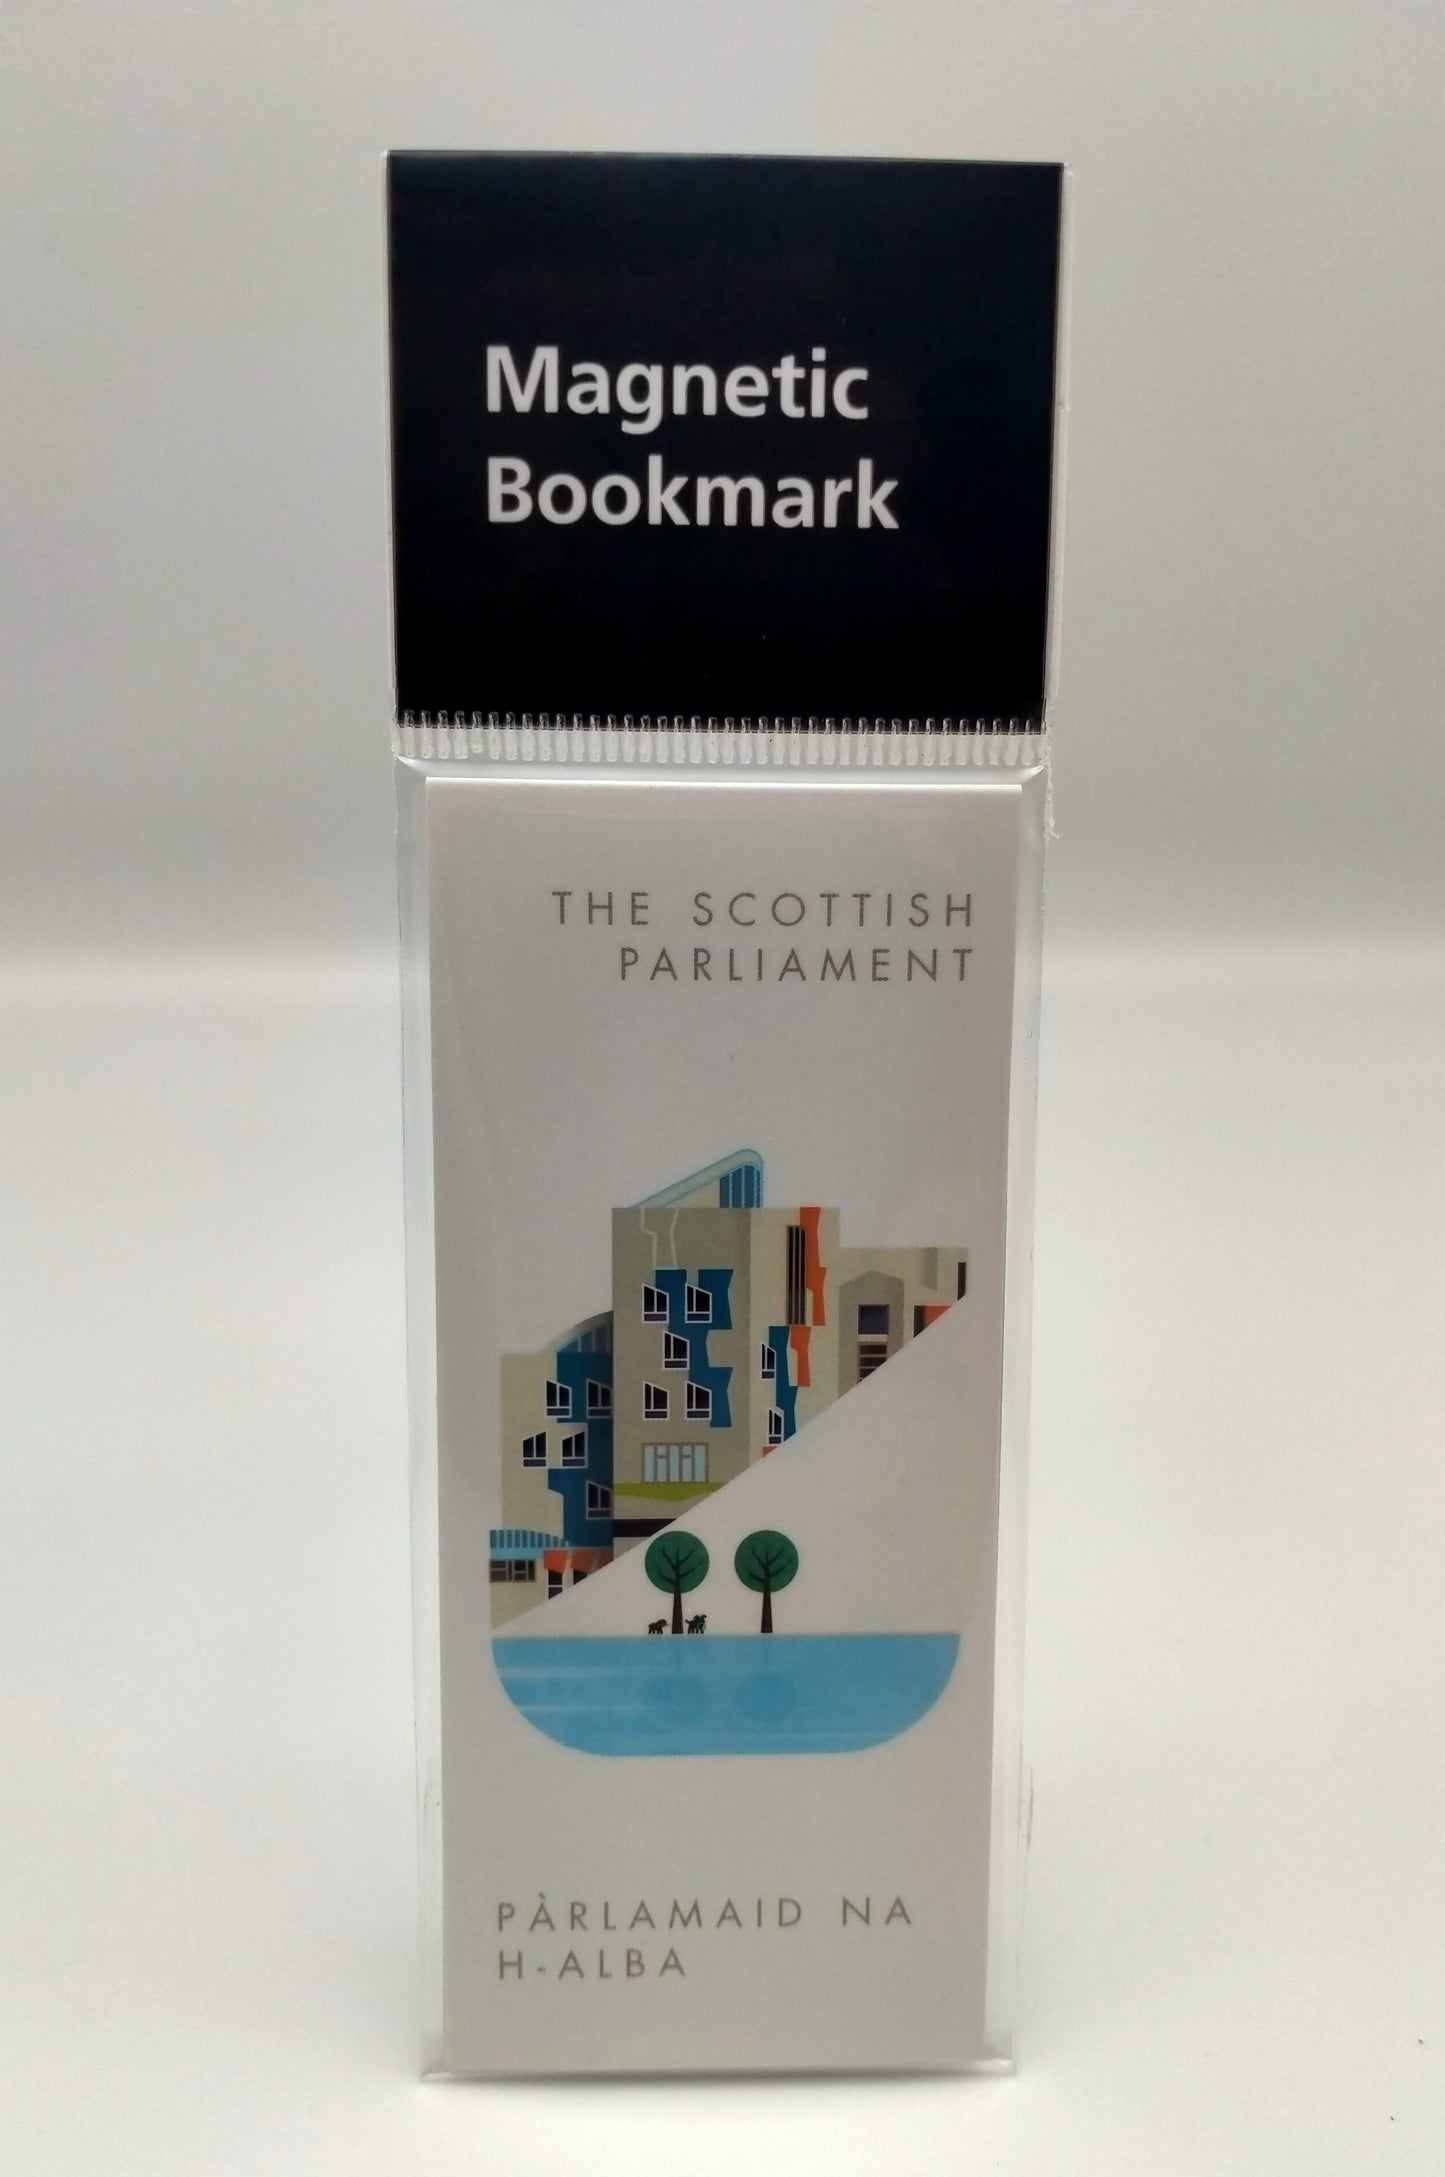 Magnetic
Bookmark
THE SCOTTISH
PARLIAMENT
PÀRLAMAID NA
H-ALBA